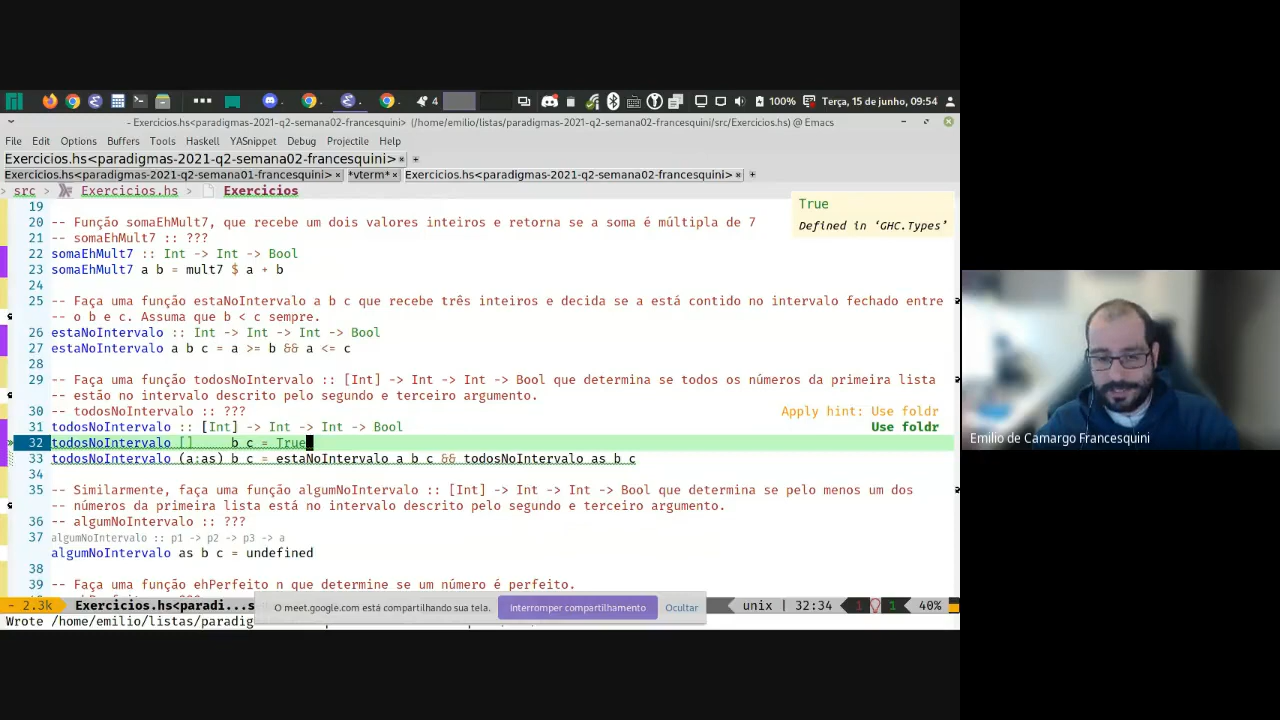 4
100%
Terça, 15 de junho, 09:54
- Exercicios.hs<paradigmas-2021-q2-semana02-francesquini> (/home/emilio/listas/paradigmas-2021-q2-semana02-francesquini/src/Exercicios.hs) @ Emacs
File Edit Options Buffers Tools Haskell YASnippet Debug Projectile Help
Exercicios.hs<paradigmas-2021-q2-semana02-francesquini> × +
Exercicios.hs<paradigmas-2021-q2-semana01-francesquini> × *vterm* × Exercicios.hs<paradigmas-2021-q2-semana02-francesquini> × +
> src > Exercicios.hs > Exercicios
True
Defined in ‘GHC.Types’
19
20 -- Função somaEhMult7, que recebe um dois valores inteiros e retorna se a soma é múltipla de 7
21 -- somaEhMult7 :: ???
22 somaEhMult7 :: Int -> Int -> Bool
23 somaEhMult7 a b = mult7 $ a + b
24
25 -- Faça uma função estaNoIntervalo a b c que recebe três inteiros e decida se a está contido no intervalo fechado entre
-- o b e c. Assuma que b < c sempre.
26 estaNoIntervalo :: Int -> Int -> Int -> Bool
27 estaNoIntervalo a b c = a >= b && a <= c
28
29 -- Faça uma função todosNoIntervalo :: [Int] -> Int -> Int -> Bool que determina se todos os números da primeira lista
-- estão no intervalo descrito pelo segundo e terceiro argumento.
30 -- todosNoIntervalo :: ??? Apply hint: Use foldr
31 todosNoIntervalo :: [Int] -> Int -> Int -> Bool Use foldr
32 todosNoIntervalo [] b c = True
33 todosNoIntervalo (a:as) b c = estaNoIntervalo a b c && todosNoIntervalo as b c
34
35 -- Similarmente, faça uma função algumNoIntervalo :: [Int] -> Int -> Int -> Bool que determina se pelo menos um dos
-- números da primeira lista está no intervalo descrito pelo segundo e terceiro argumento.
36 -- algumNoIntervalo :: ???
37 algumNoIntervalo :: p1 -> p2 -> p3 -> a
algumNoIntervalo as b c = undefined
38
39 -- Faça uma função ehPerfeito n que determine se um número é perfeito.
- 2.3k Exercicios.hs<paradi...s
unix | 32:34 1 1 40%
O meet.google.com está compartilhando sua tela. Interromper compartilhamento Ocultar
Wrote /home/emilio/listas/paradig
Emilio de Camargo Francesquini